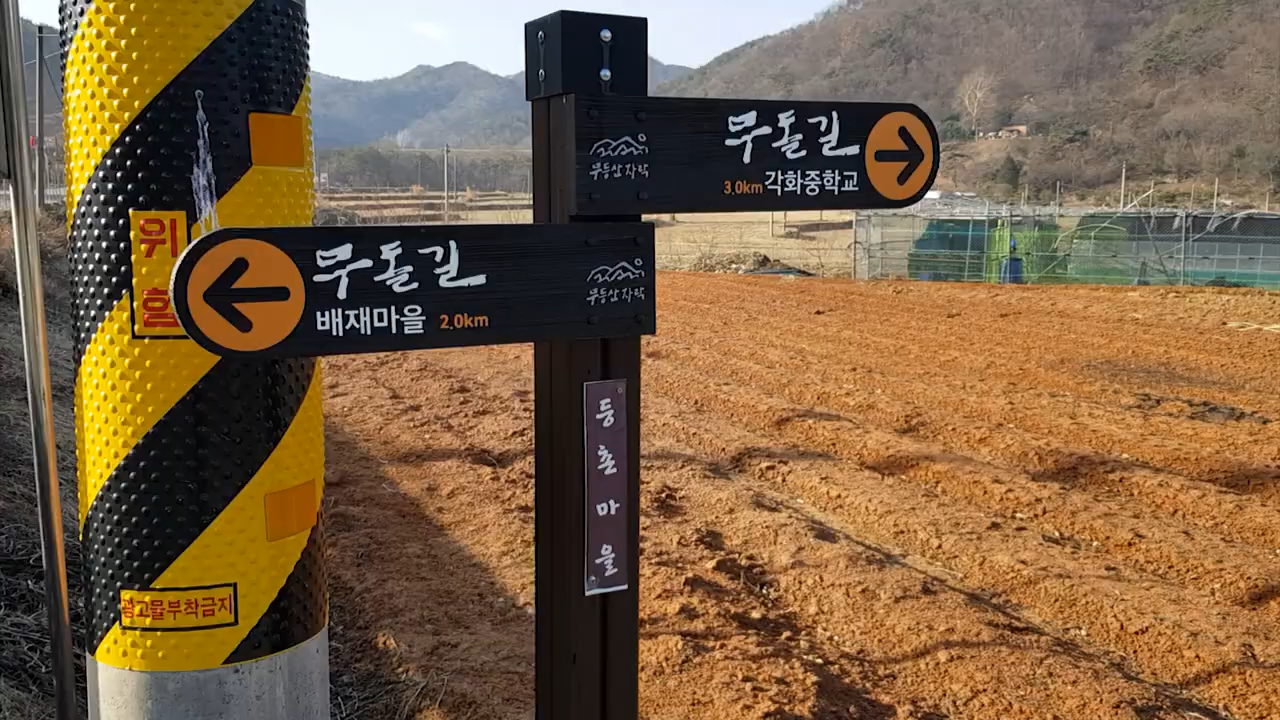 무돌길
무등산자락
3.0km 각화중학교
위험
무돌길
배재마을 2.0km
무등산자락
등촌마을
광고물부착금지